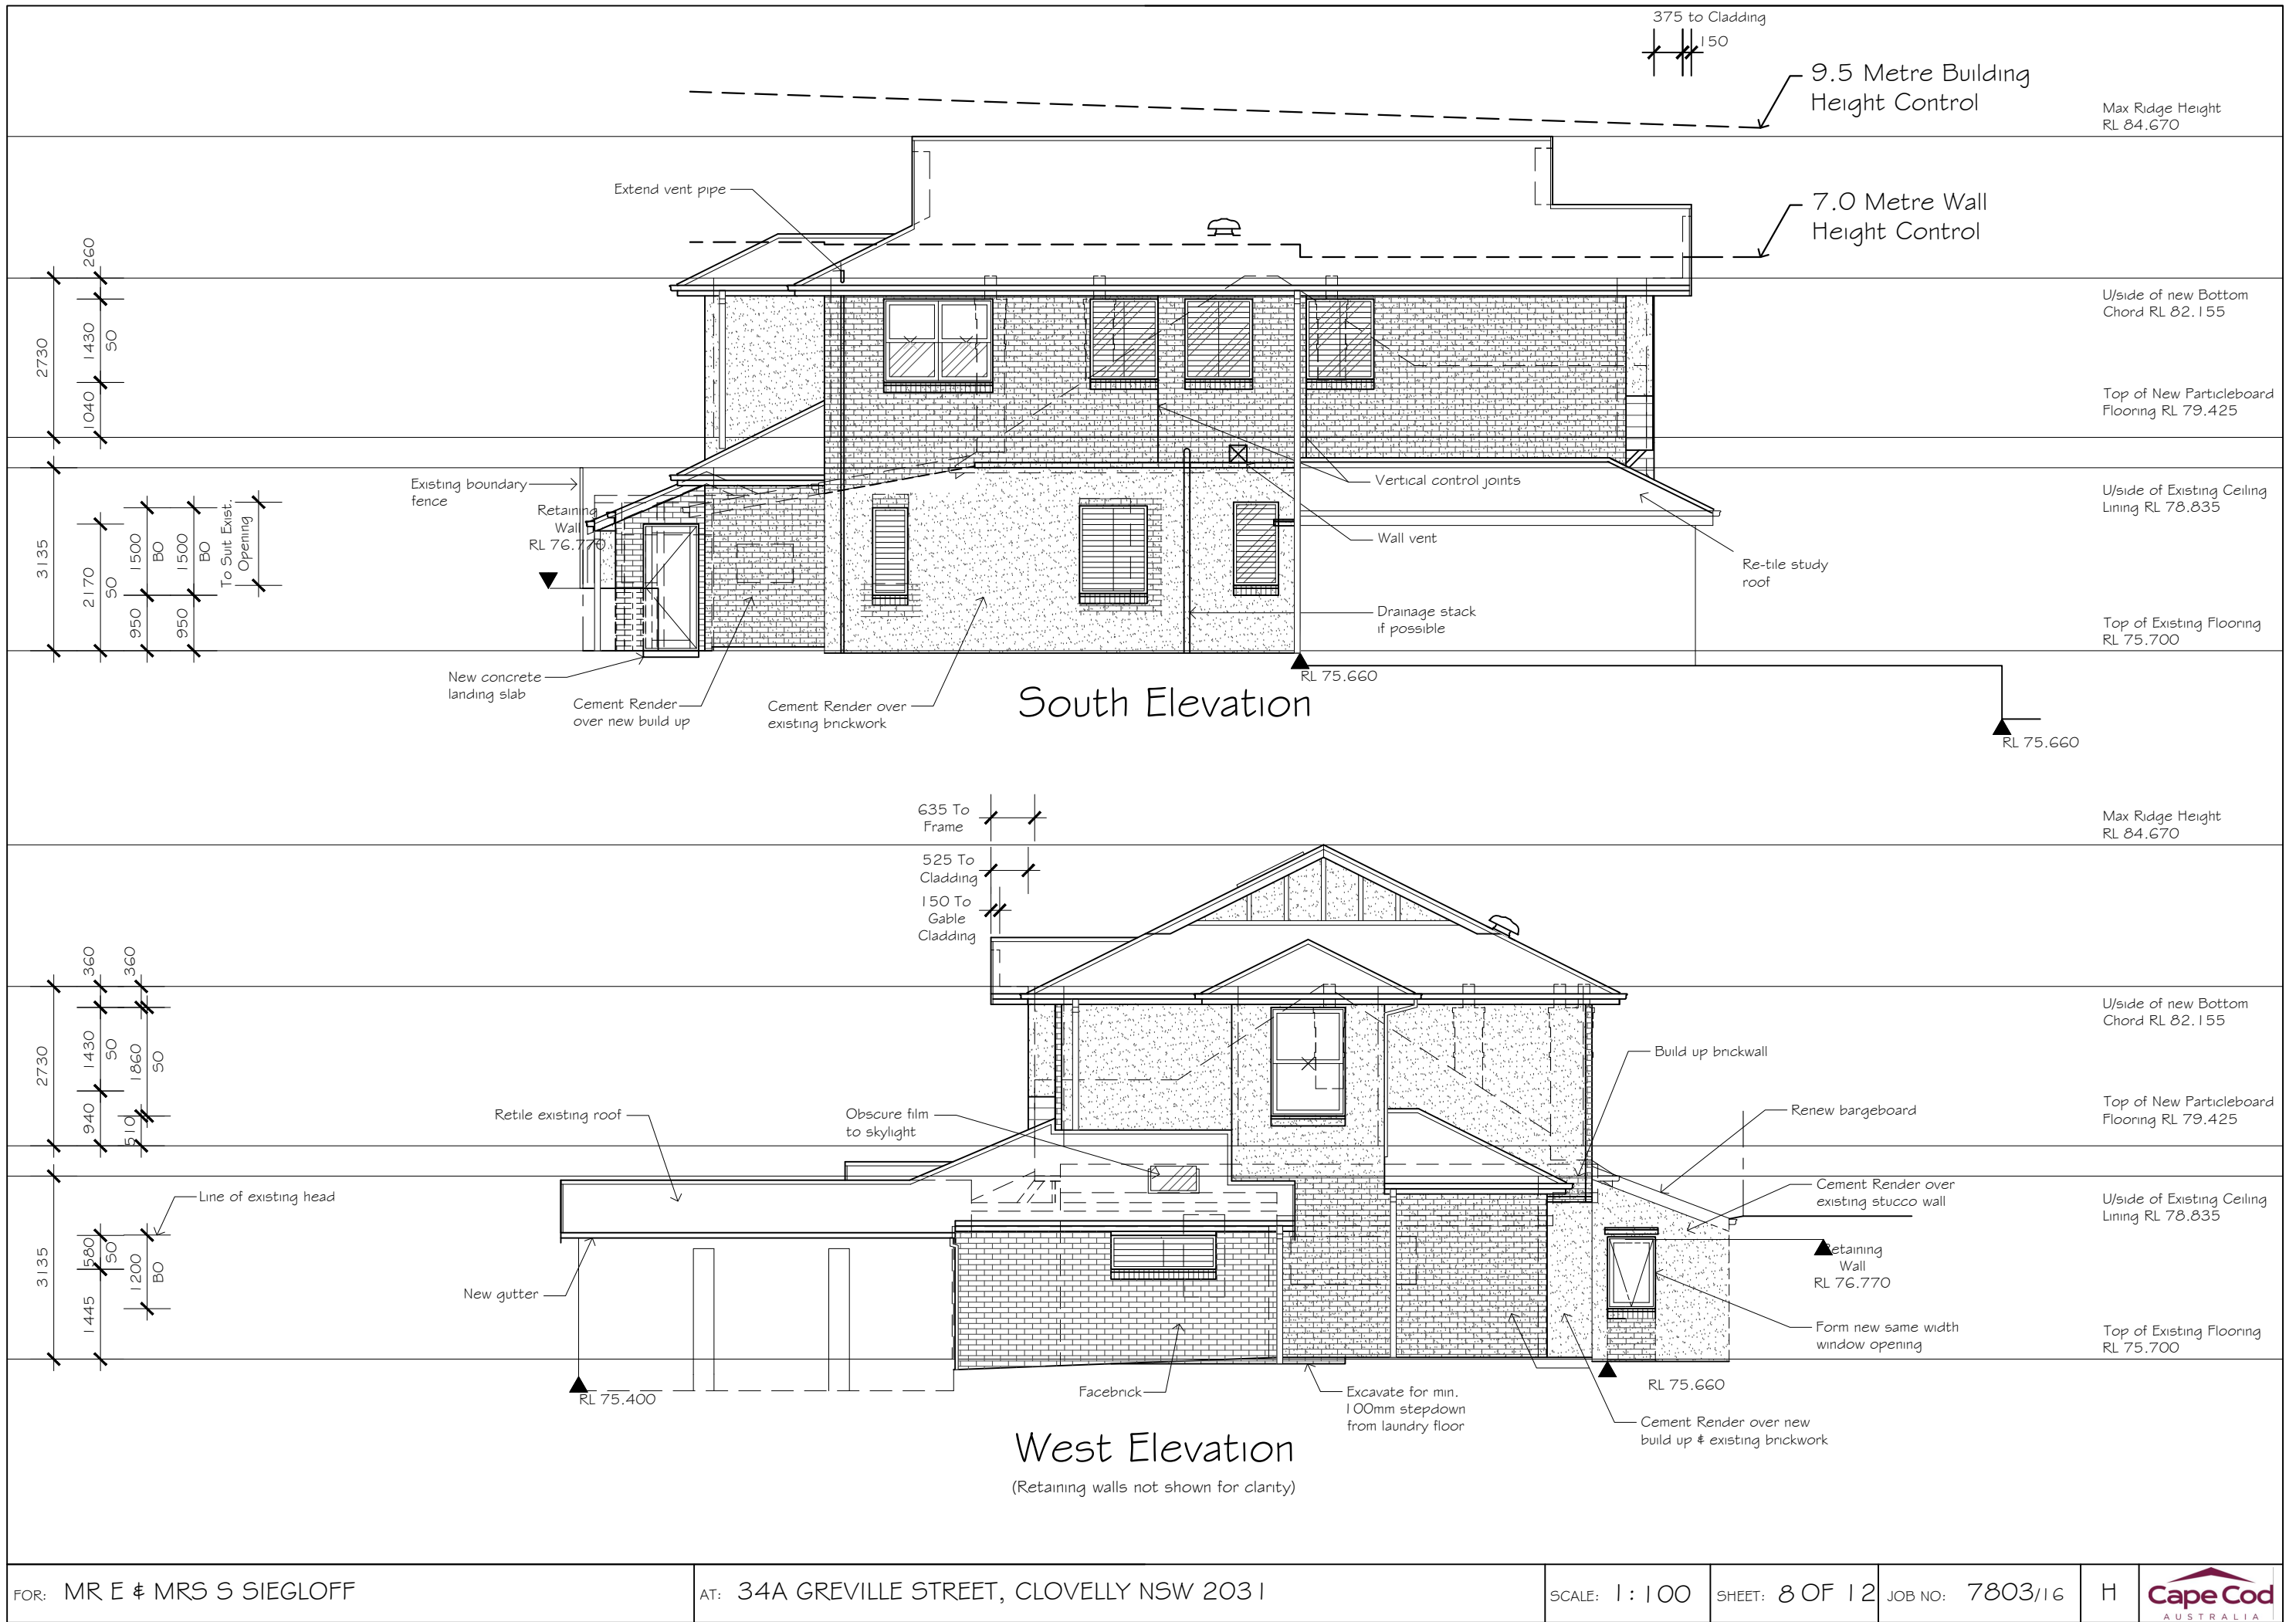 375 to Cladding
150
9.5 Metre Building
Height Control
Max Ridge Height
RL 84.670
Extend vent pipe
7.0 Metre Wall
Height Control
260
1430
SO
1040
2730
U/side of new Bottom
Chord RL 82.155
Top of New Particleboard
Flooring RL 79.425
Existing boundary
fence
Retaining
Wall
RL 76.770
Vertical control joints
Wall vent
U/side of Existing Ceiling
Lining RL 78.835
Re-tile study
roof
3135
2170
SO
1500
BO
950
1500
BO
950
To Suit Exist.
Opening
Drainage stack
if possible
Top of Existing Flooring
RL 75.700
New concrete
landing slab
Cement Render
over new build up
Cement Render over
existing brickwork
RL 75.660
South Elevation
RL 75.660
635 To
Frame
525 To
Cladding
150 To
Gable
Cladding
Max Ridge Height
RL 84.670
360
360
1430
SO
1860
SO
940
510
2730
U/side of new Bottom
Chord RL 82.155
Build up brickwall
Retile existing roof
Obscure film
to skylight
Renew bargeboard
Top of New Particleboard
Flooring RL 79.425
Line of existing head
Cement Render over
existing stucco wall
U/side of Existing Ceiling
Lining RL 78.835
3135
580
SO
1200
BO
1445
Retaining
Wall
RL 76.770
New gutter
Form new same width
window opening
Top of Existing Flooring
RL 75.700
RL 75.400
Facebrick
Excavate for min.
100mm stepdown
from laundry floor
RL 75.660
Cement Render over new
build up & existing brickwork
West Elevation
(Retaining walls not shown for clarity)
FOR: MR E & MRS S SIEGLOFF
AT: 34A GREVILLE STREET, CLOVELLY NSW 2031
SCALE: 1:100
SHEET: 8 OF 12
JOB NO: 7803/16
H
Cape Cod
AUSTRALIA